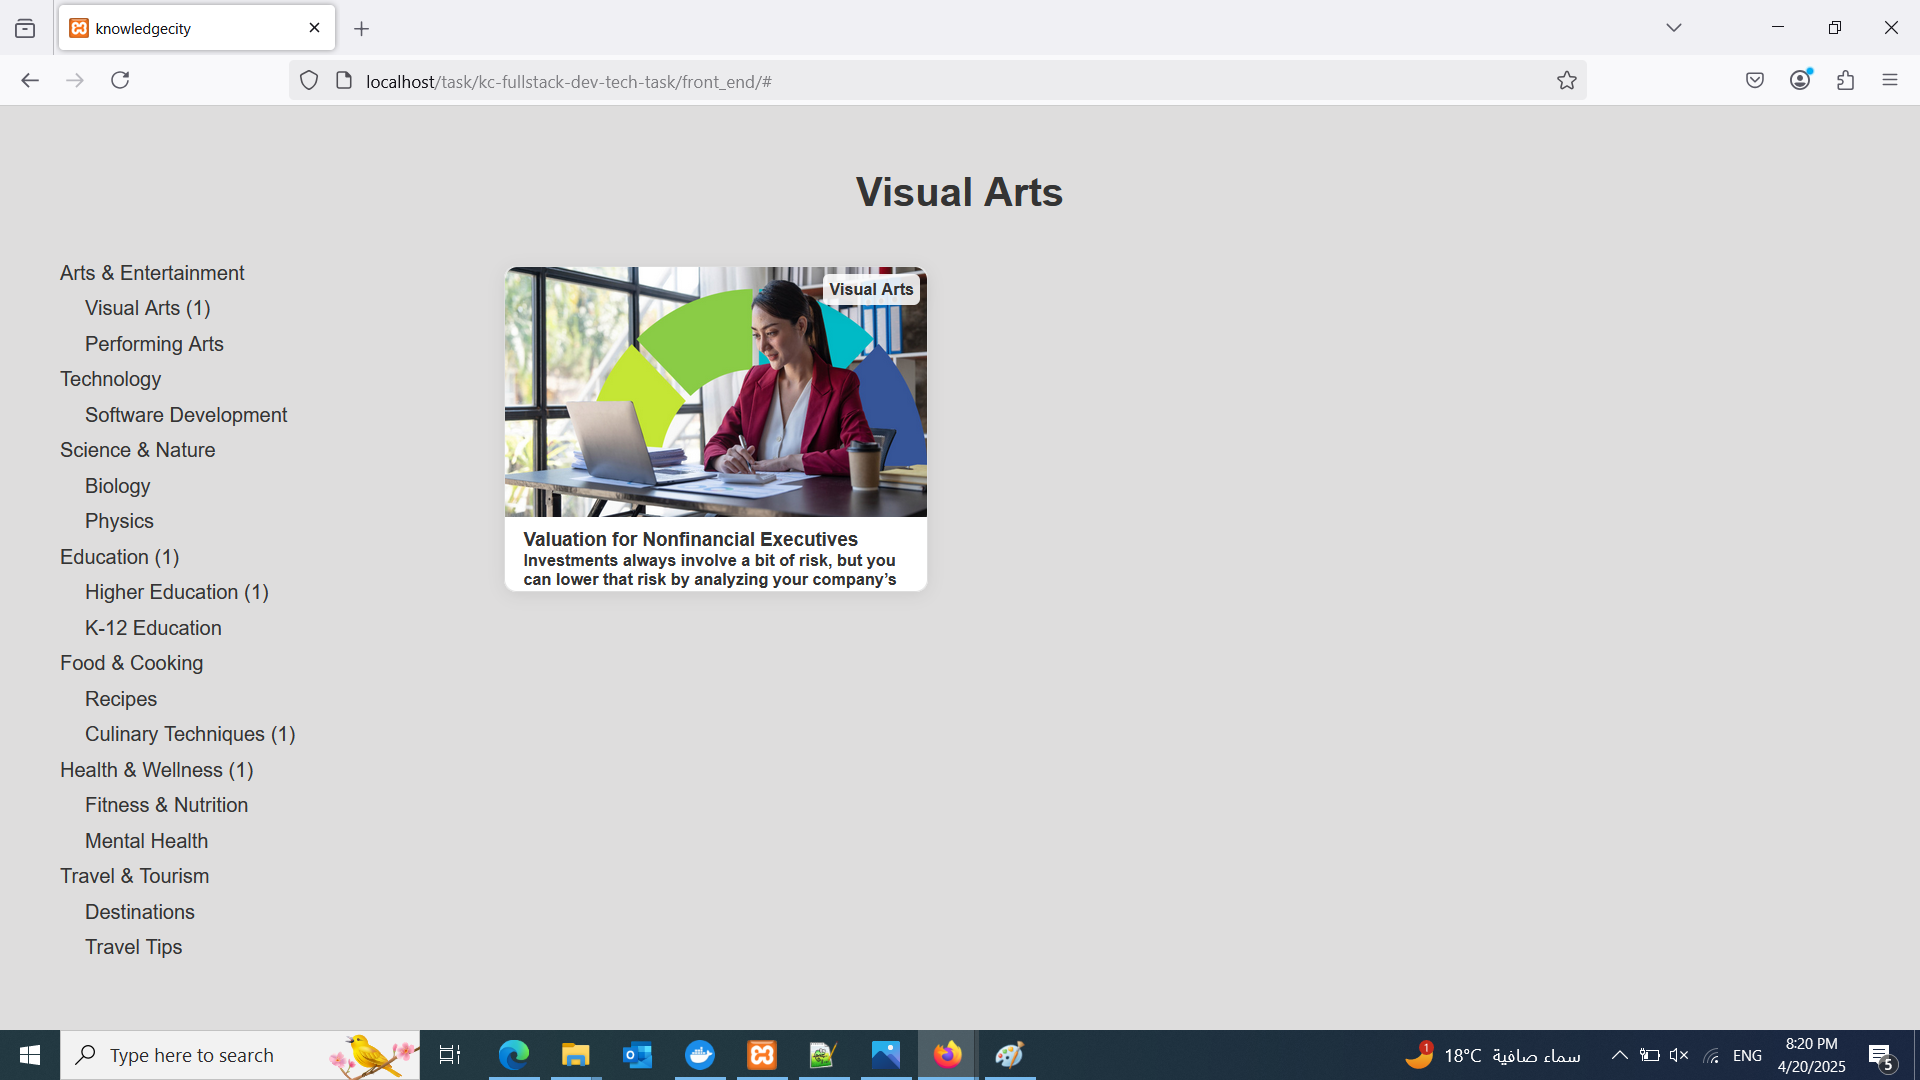 knowledgecity
localhost/task/kc-fullstack-dev-tech-task/front_end/#
Visual Arts
Arts & Entertainment
Visual Arts (1)
Performing Arts
Technology
Software Development
Science & Nature
Biology
Physics
Education (1)
Higher Education (1)
K-12 Education
Food & Cooking
Recipes
Culinary Techniques (1)
Health & Wellness (1)
Fitness & Nutrition
Mental Health
Travel & Tourism
Destinations
Travel Tips
Visual Arts
Valuation for Nonfinancial Executives
Investments always involve a bit of risk, but you
can lower that risk by analyzing your company’s
Type here to search
1
18°C سماء صافية
ENG
8:20 PM
4/20/2025
5